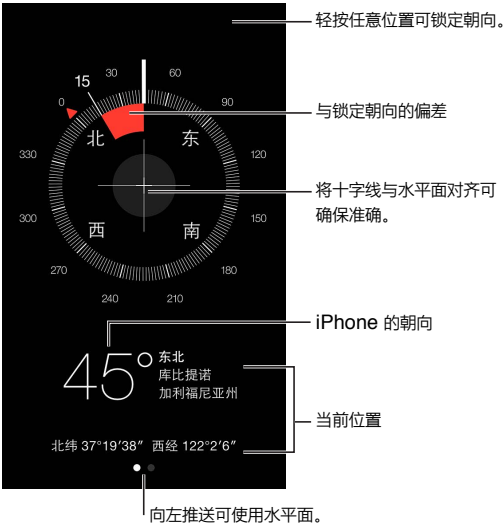 轻按任意位置可锁定朝向。
15
30
60
0
90
与锁定朝向的偏差
北
东
330
120
将十字线与水平面对齐可
确保准确。
300
150
西
南
270
180
240
210
iPhone 的朝向
45°
东北
库比提诺
加利福尼亚州
当前位置
北纬 37°19′38″ 西经 122°2′6″
向左推送可使用水平面。